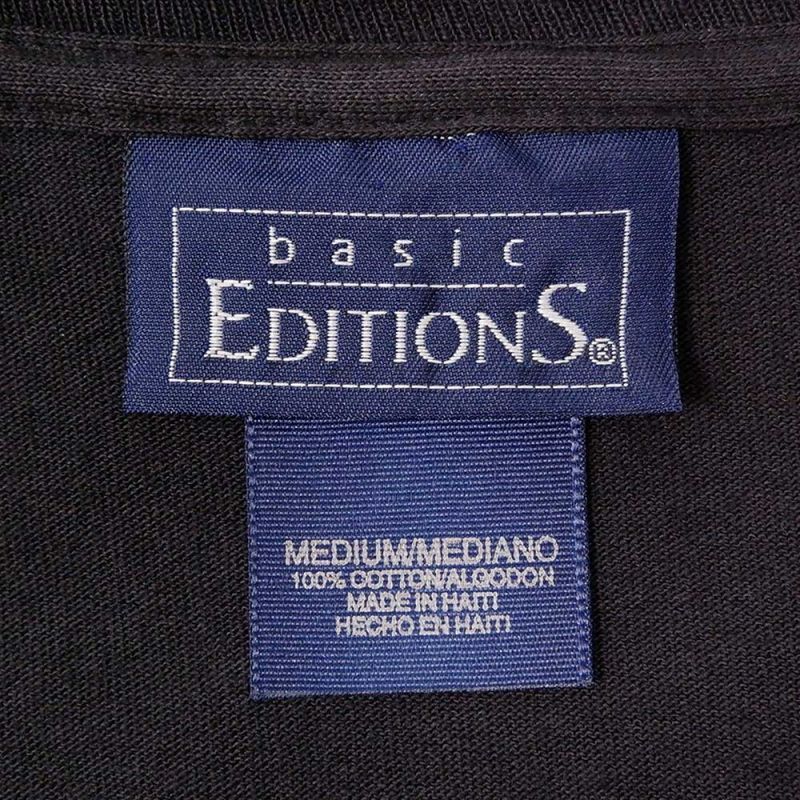 basic
EDITIONS®
MEDIUM/MEDIANO
100% COTTON/ALGODON
MADE IN HAITI
HECHO EN HAITI